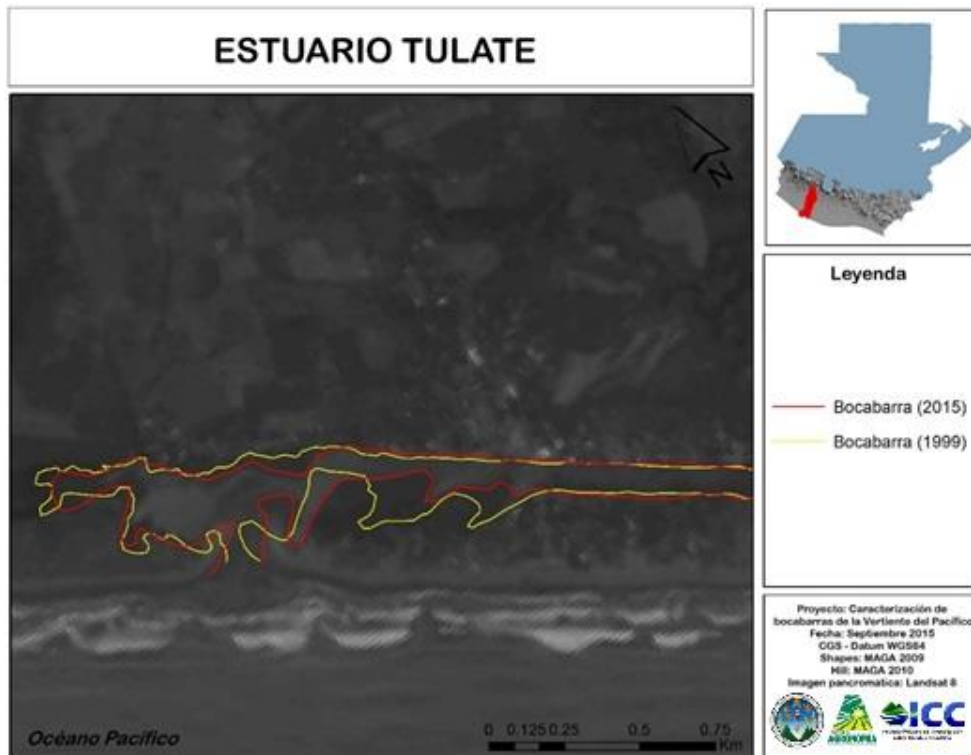 ESTUARIO TULATE
N
Océano Pacífico
0 0.125 0.25 0.5 0.75
Km
Leyenda
Bocabarra (2015)
Bocabarra (1999)
Proyecto: Caracterización de
bocabarras de la Vertiente del Pacífico
Fecha: Septiembre 2015
CGS - Datum WGS84
Shapes: MAGA 2009
Hill: MAGA 2010
Imagen pancromática: Landsat 8
AGRONOMIA
ICC